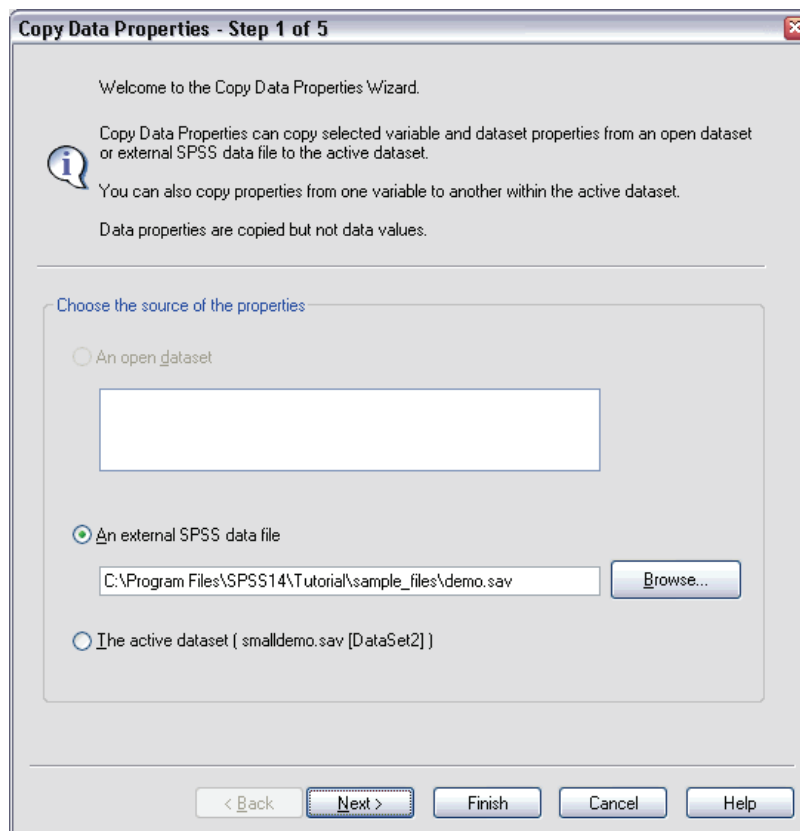 Copy Data Properties - Step 1 of 5
Welcome to the Copy Data Properties Wizard.
Copy Data Properties can copy selected variable and dataset properties from an open dataset
or external SPSS data file to the active dataset.
You can also copy properties from one variable to another within the active dataset.
Data properties are copied but not data values.
Choose the source of the properties
An open dataset
An external SPSS data file
C:\Program Files\SPSS14\Tutorial\sample_files\demo.sav
Browse...
The active dataset ( smalldemo.sav [DataSet2] )
< Back
Next >
Finish
Cancel
Help